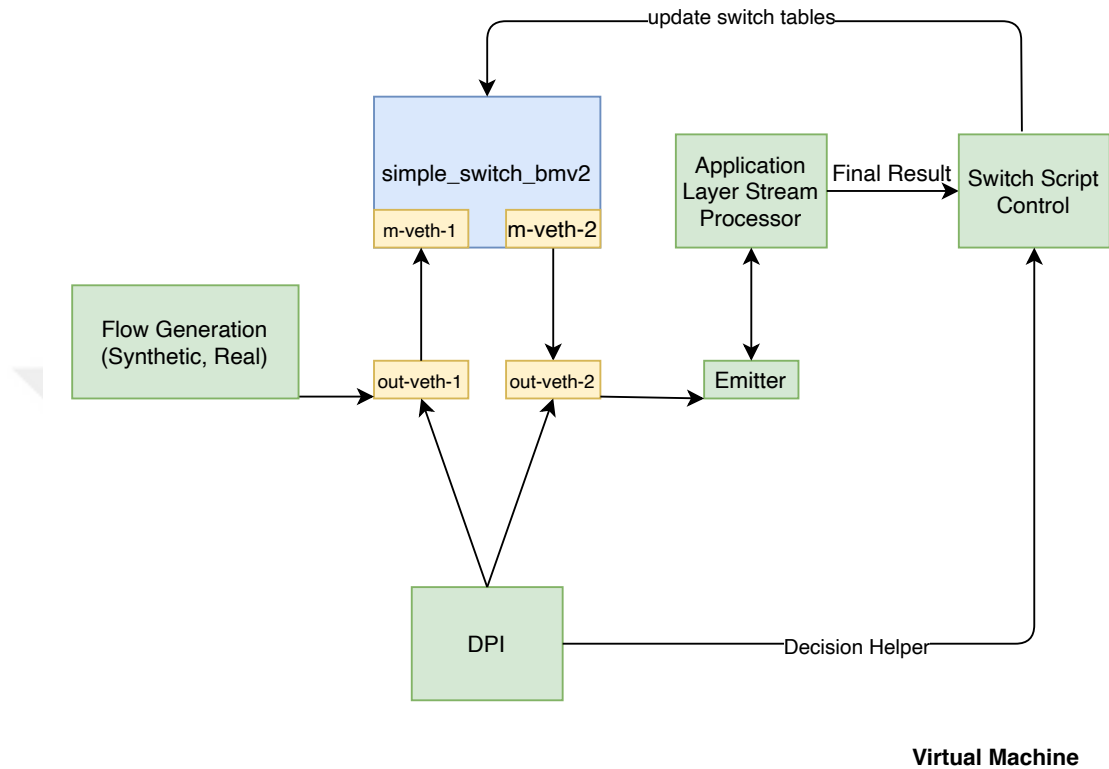 update switch tables
simple_switch_bmv2
m-veth-1
m-veth-2
Application
Layer Stream
Processor
Final Result
Switch Script
Control
Flow Generation
(Synthetic, Real)
out-veth-1
out-veth-2
Emitter
DPI
Decision Helper
Virtual Machine